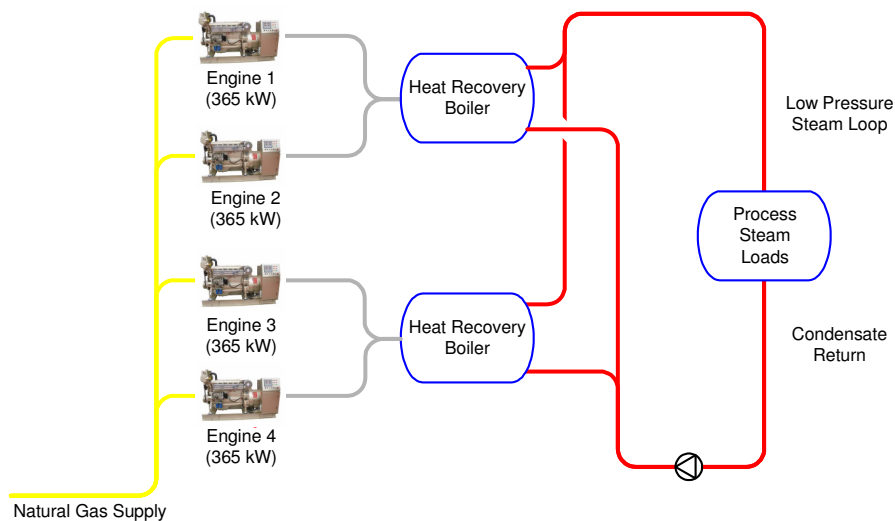 Engine 1
(365 kW)
Heat Recovery
Boiler
Low Pressure
Steam Loop
Engine 2
(365 kW)
Process
Steam
Loads
Engine 3
(365 kW)
Heat Recovery
Boiler
Condensate
Return
Engine 4
(365 kW)
Natural Gas Supply